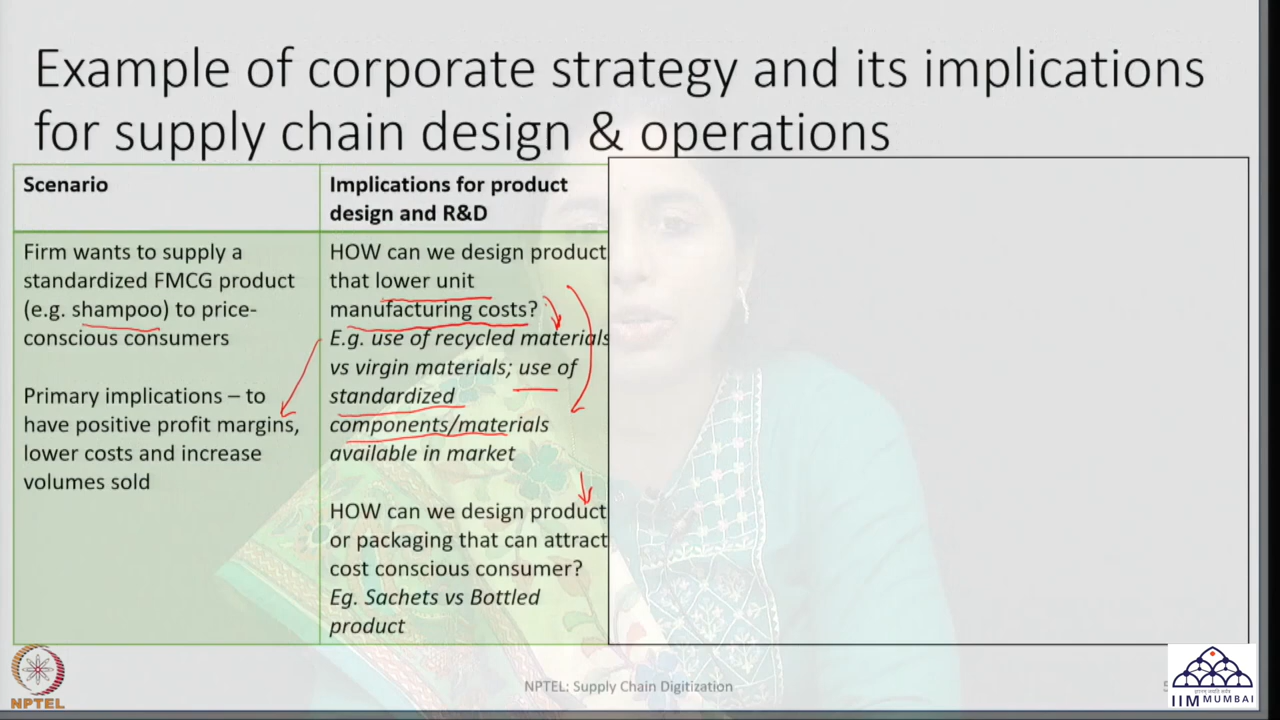 Example of corporate strategy and its implications
for supply chain design & operations
Scenario
Firm wants to supply a
standardized FMCG product
(e.g. shampoo) to price-
conscious consumers
Primary implications – to
have positive profit margins,
lower costs and increase
volumes sold
Implications for product
design and R&D
HOW can we design product
that lower unit
manufacturing costs?
E.g. use of recycled materials
vs virgin materials; use of
standardized
components/materials
available in market
HOW can we design product
or packaging that can attract
cost conscious consumer?
Eg. Sachets vs Bottled
product
NPTEL
NPTEL: Supply Chain Digitization
IIM MUMBAI